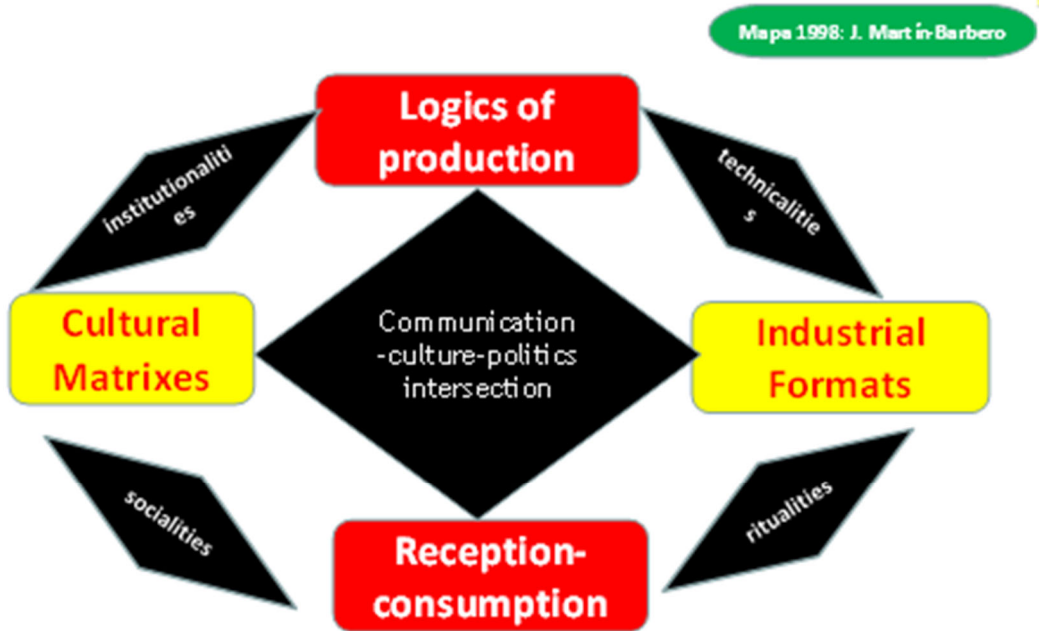 Mapa 1998: J. Martín-Barbero
Logics of
production
institutionaliti
es
technicalitie
s
Cultural
Matrixes
Communication
-culture-politics
intersection
Industrial
Formats
socialities
ritualities
Reception-
consumption